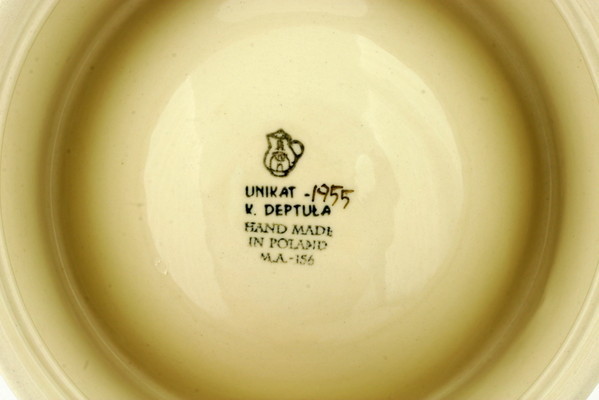 UNIKAT -1955
K. DEPTUŁA
HAND MADE
IN POLAND
M.A.-156